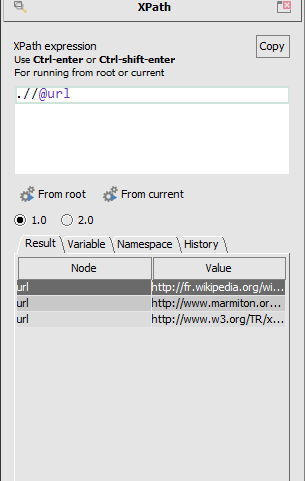 XPath
XPath expression
Copy
Use Ctrl-enter or Ctrl-shift-enter
For running from root or current
.//@url
From root From current
1.0 2.0
Result Variable Namespace History
Node Value
url http://fr.wikipedia.org/wi...
url http://www.marmiton.or...
url http://www.w3.org/TR/x...